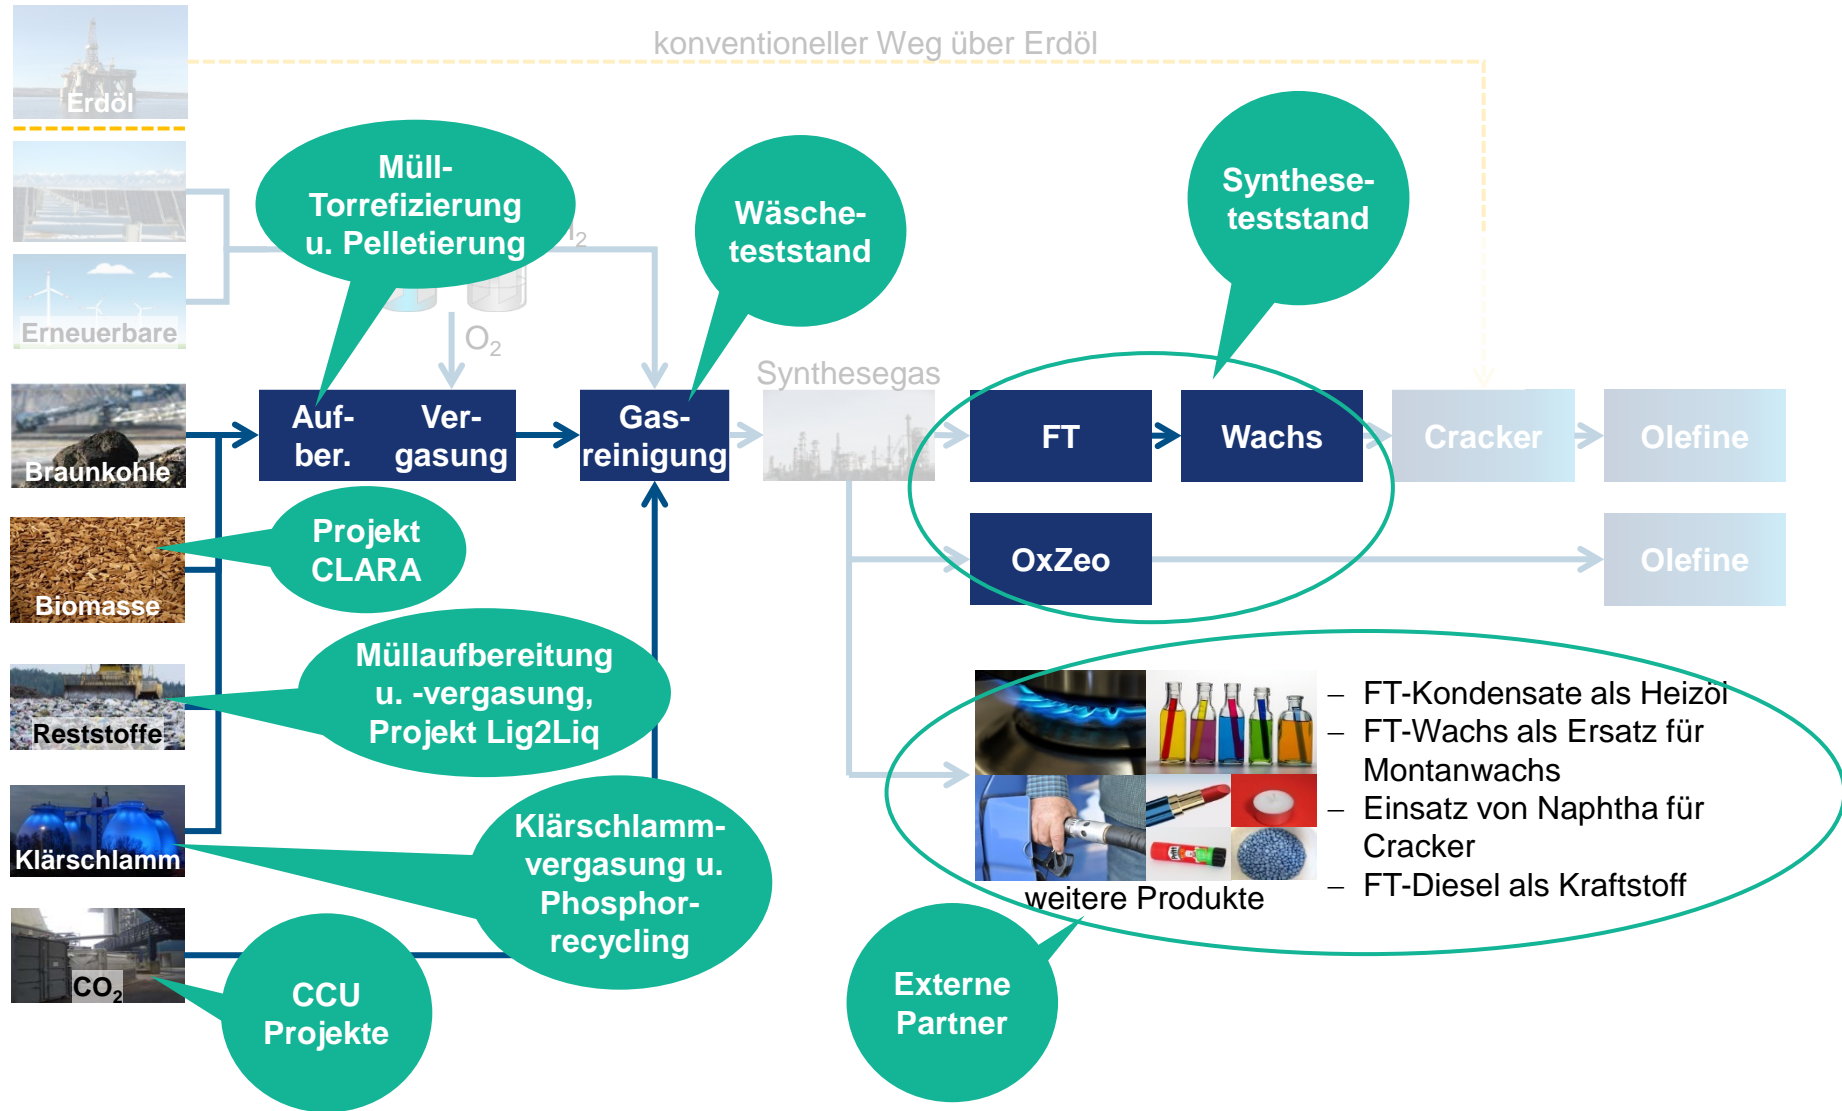 konventioneller Weg über Erdöl
Erdöl
Müll-
Torrefizierung
u. Pelletierung
Wäsche-
teststand
Synthese-
teststand
Erneuerbare
O₂
Synthesegas
Braunkohle
Auf-
ber.
Ver-
gasung
Gas-
reinigung
FT
Wachs
Cracker
Olefine
Projekt
CLARA
Biomasse
OxZeo
Olefine
Müllaufbereitung
u. -vergasung,
Projekt Lig2Liq
Reststoffe
Klärschlamm
Klärschlamm-
vergasung u.
Phosphor-
recycling
– FT-Kondensate als Heizöl
– FT-Wachs als Ersatz für
Montanwachs
– Einsatz von Naphtha für
Cracker
– FT-Diesel als Kraftstoff
weitere Produkte
CO₂
CCU
Projekte
Externe
Partner